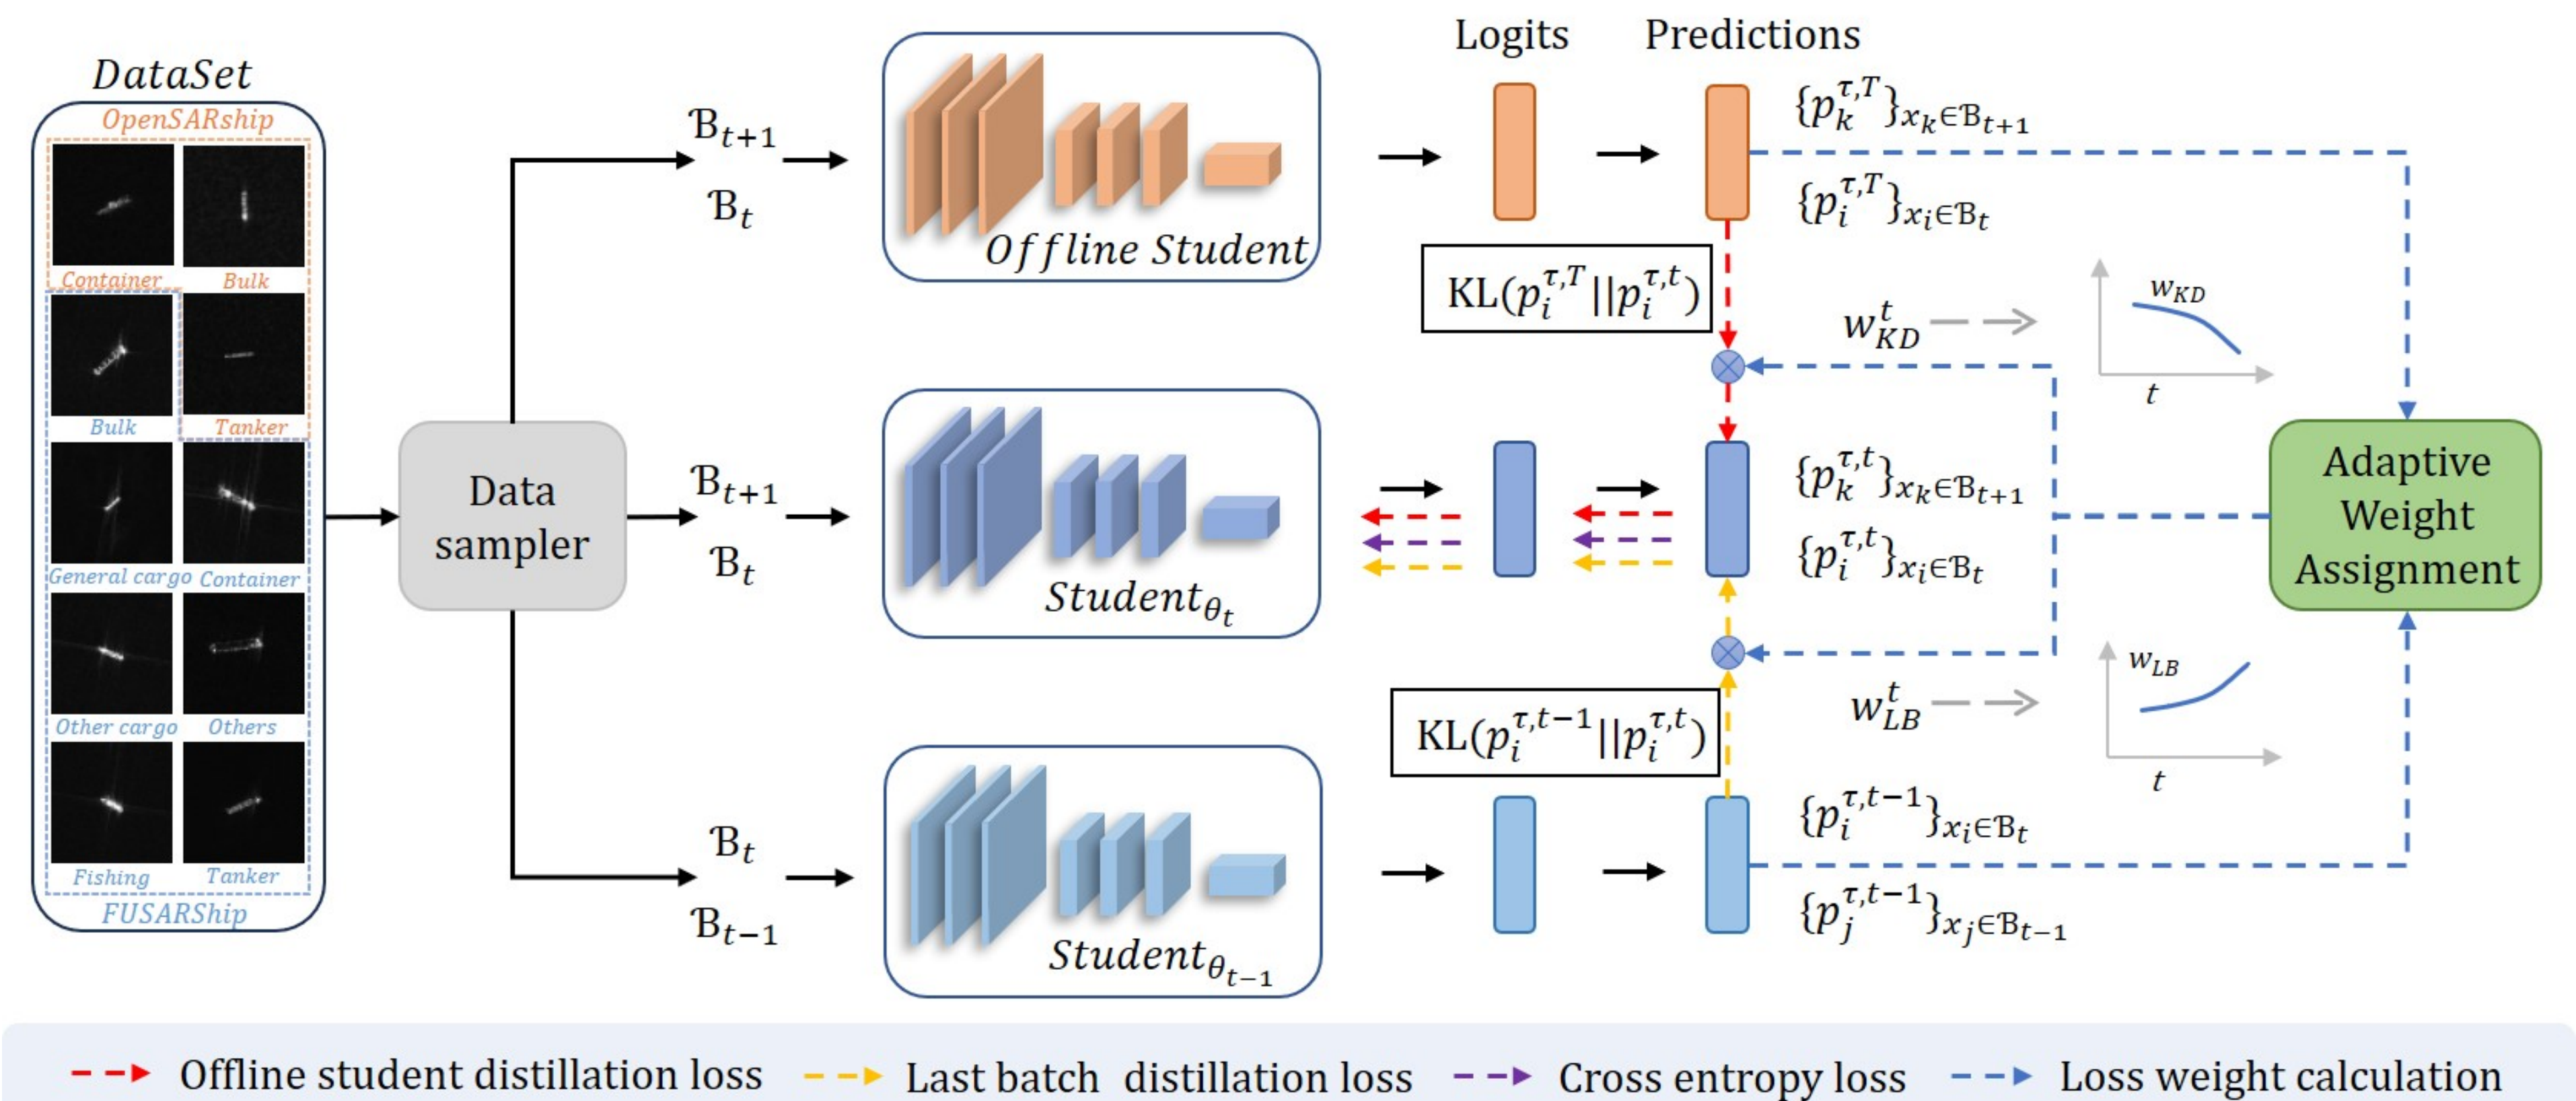 DataSet
OpenSARship
Container
Bulk
Bulk
Tanker
General cargo
Container
Other cargo
Others
Fishing
Tanker
FUSARShip
Data
sampler
ℬ_{t+1}
ℬ_t
Offline Student
Logits
Predictions
{p_k^{τ,T}}_{x_k∈ℬ_{t+1}}
{p_i^{τ,T}}_{x_i∈ℬ_t}
KL(p_i^{τ,T}||p_i^{τ,t})
w_{KD}^t
w_{KD}
t
ℬ_{t+1}
ℬ_t
Student_{θ_t}
{p_k^{τ,t}}_{x_k∈ℬ_{t+1}}
{p_i^{τ,t}}_{x_i∈ℬ_t}
Adaptive
Weight
Assignment
KL(p_i^{τ,t−1}||p_i^{τ,t})
w_{LB}^t
w_{LB}
t
ℬ_t
ℬ_{t−1}
Student_{θ_{t−1}}
{p_i^{τ,t−1}}_{x_i∈ℬ_t}
{p_j^{τ,t−1}}_{x_j∈ℬ_{t−1}}
Offline student distillation loss
Last batch distillation loss
Cross entropy loss
Loss weight calculation